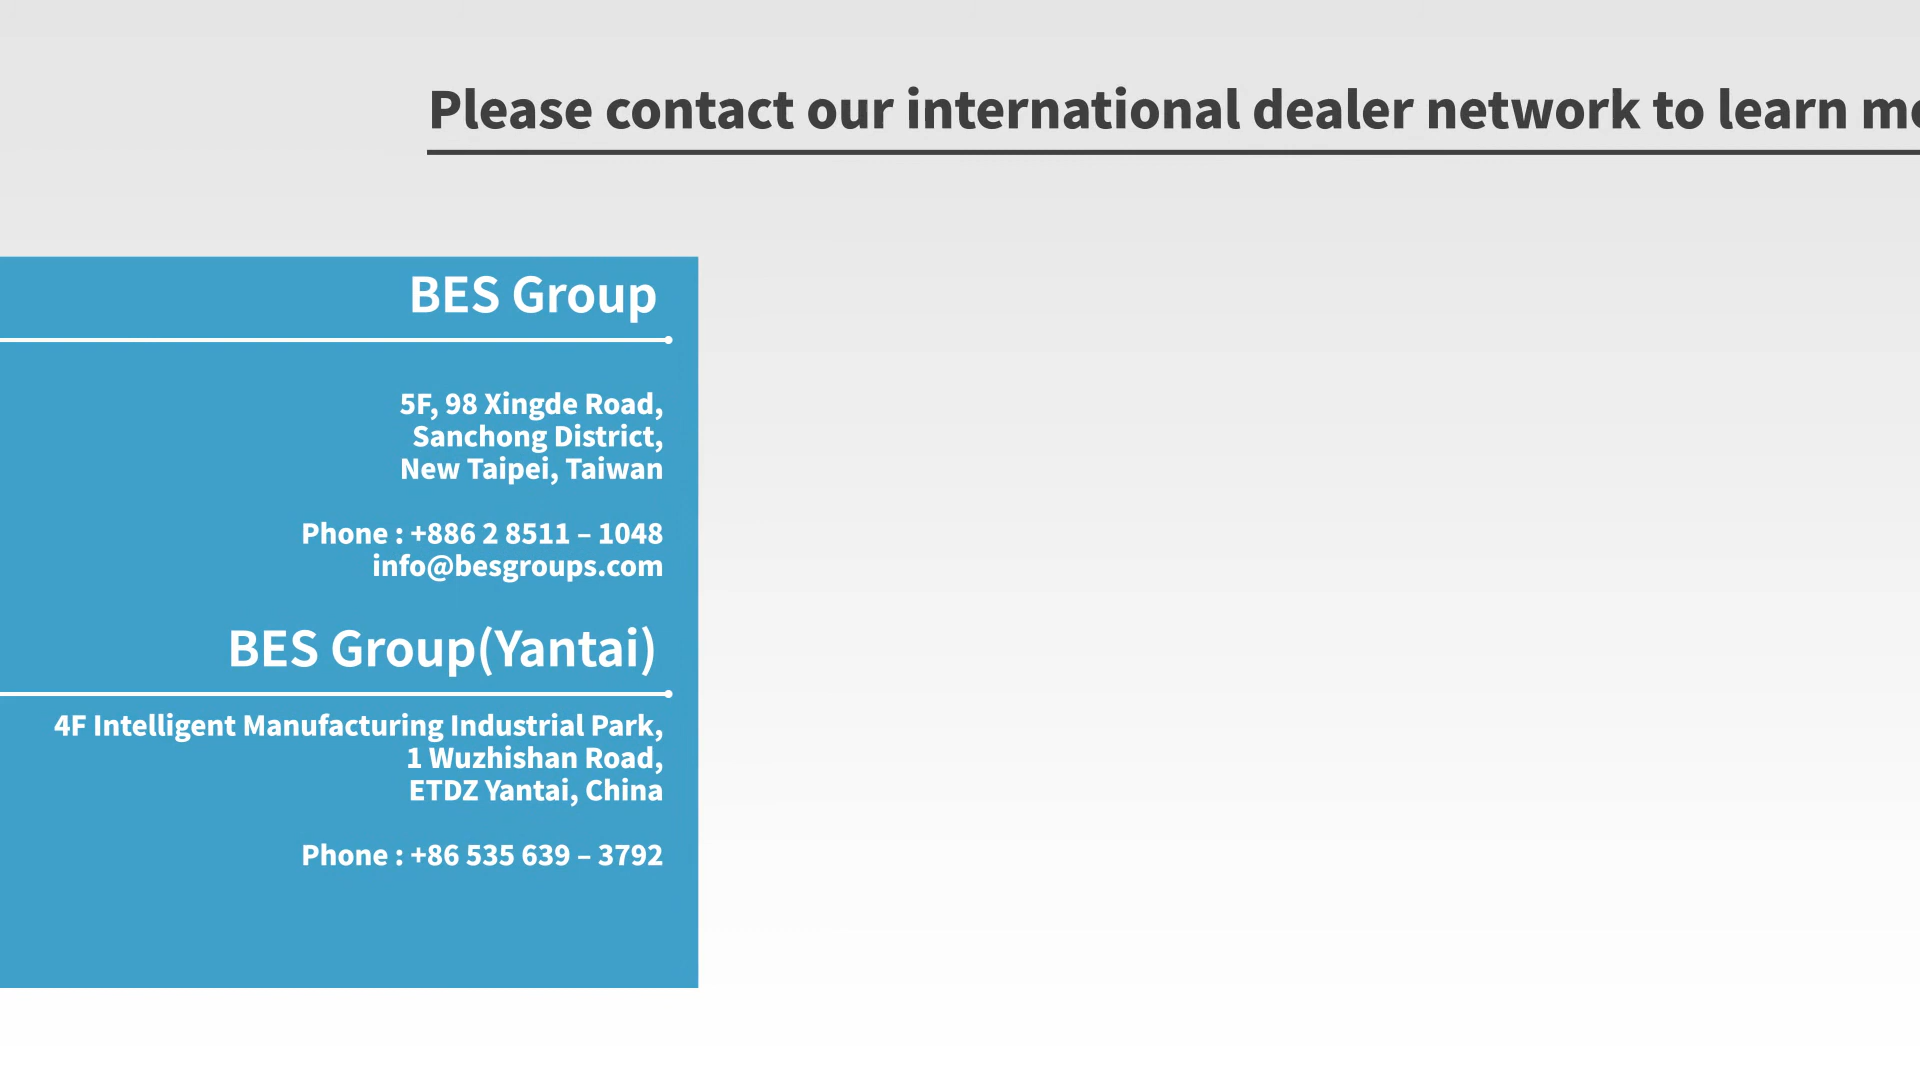 Please contact our international dealer network to learn
BES Group
5F, 98 Xingde Road,
Sanchong District,
New Taipei, Taiwan
Phone : +886 2 8511 – 1048
info@besgroups.com
BES Group(Yantai)
4F Intelligent Manufacturing Industrial Park,
1 Wuzhishan Road,
ETDZ Yantai, China
Phone : +86 535 639 – 3792